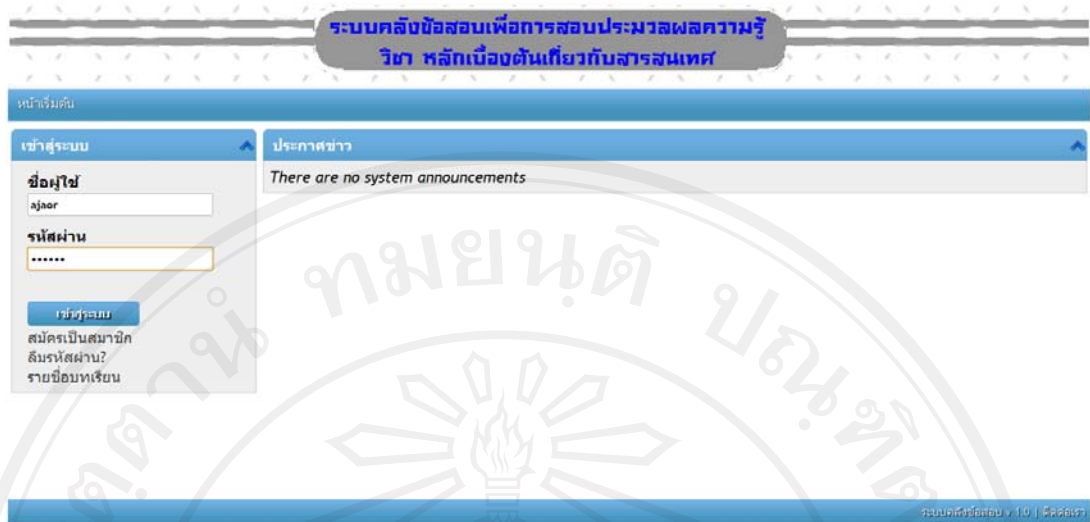 ระบบคลังข้อสอบเพื่อการสอบประมวลผลความรู้
วิชา หลักเบื้องต้นเกี่ยวกับสารสนเทศ
หน้าเริ่มต้น
เข้าสู่ระบบ
ชื่อผู้ใช้
ajaor
รหัสผ่าน
••••••
เข้าสู่ระบบ
สมัครเป็นสมาชิก
ลืมรหัสผ่าน?
รายชื่อบทเรียน
ประกาศข่าว
There are no system announcements
ระบบคลังข้อสอบ v 1.0 | ติดต่อเรา